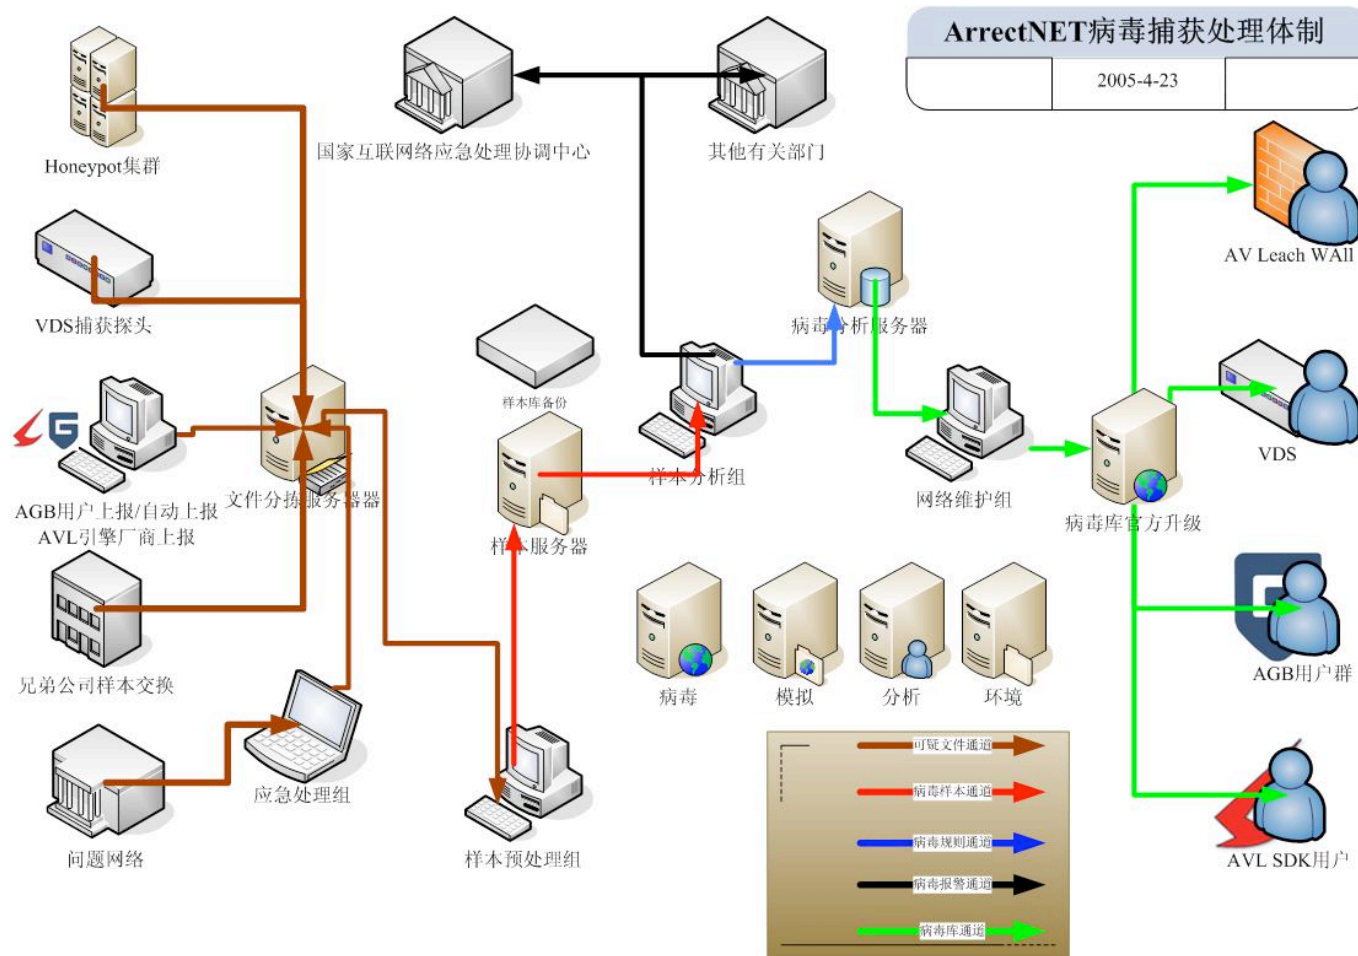 ArrectNET病毒捕获处理体制
2005-4-23
Honeypot集群
国家互联网络应急处理协调中心
其他有关部门
AV Leach WAll
VDS捕获探头
病毒分析服务器
样本库备份
VDS
AGB用户上报/自动上报
AVL引擎厂商上报
文件分拣服务器器
样本服务器
样本分析组
网络维护组
病毒库官方升级
兄弟公司样本交换
病毒
模拟
分析
环境
AGB用户群
问题网络
应急处理组
样本预处理组
可疑文件通道
病毒样本通道
病毒规则通道
病毒报警通道
病毒库通道
AVL SDK用户